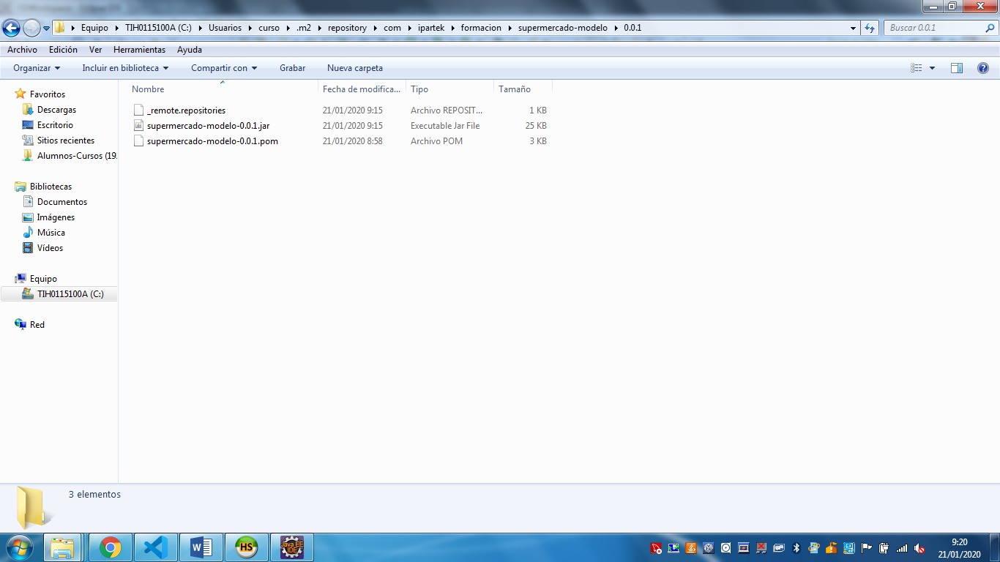 Equipo TIH0115100A (C:) Usuarios curso .m2 repository com ipartek formacion supermercado-modelo 0.0.1
Buscar 0.0.1
Archivo Edición Ver Herramientas Ayuda
Organizar Incluir en biblioteca Compartir con Grabar Nueva carpeta
Nombre Fecha de modifica... Tipo Tamaño
_remote.repositories 21/01/2020 9:15 Archivo REPOSIT... 1 KB
supermercado-modelo-0.0.1.jar 21/01/2020 9:15 Executable Jar File 25 KB
supermercado-modelo-0.0.1.pom 21/01/2020 8:58 Archivo POM 3 KB
Favoritos
Descargas
Escritorio
Sitios recientes
Alumnos-Cursos (19.
Bibliotecas
Documentos
Imágenes
Música
Vídeos
Equipo
TIH0115100A (C:)
Red
3 elementos
HS
Java EE
IDE
9:20
21/01/2020